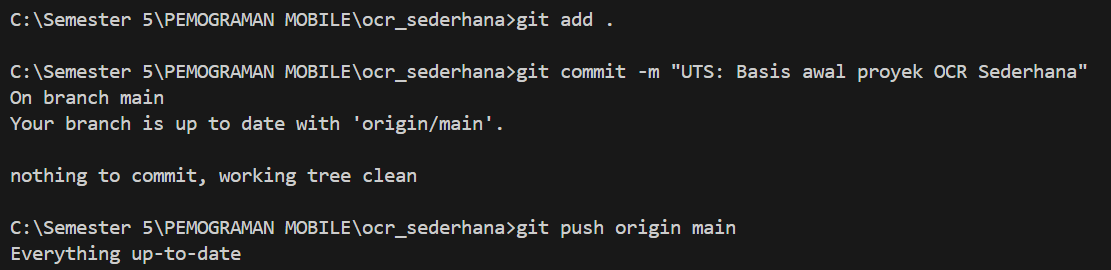 C:\Semester 5\PEMOGRAMAN MOBILE\ocr_sederhana>git add .
C:\Semester 5\PEMOGRAMAN MOBILE\ocr_sederhana>git commit -m "UTS: Basis awal proyek OCR Sederhana"
On branch main
Your branch is up to date with 'origin/main'.
nothing to commit, working tree clean
C:\Semester 5\PEMOGRAMAN MOBILE\ocr_sederhana>git push origin main
Everything up-to-date